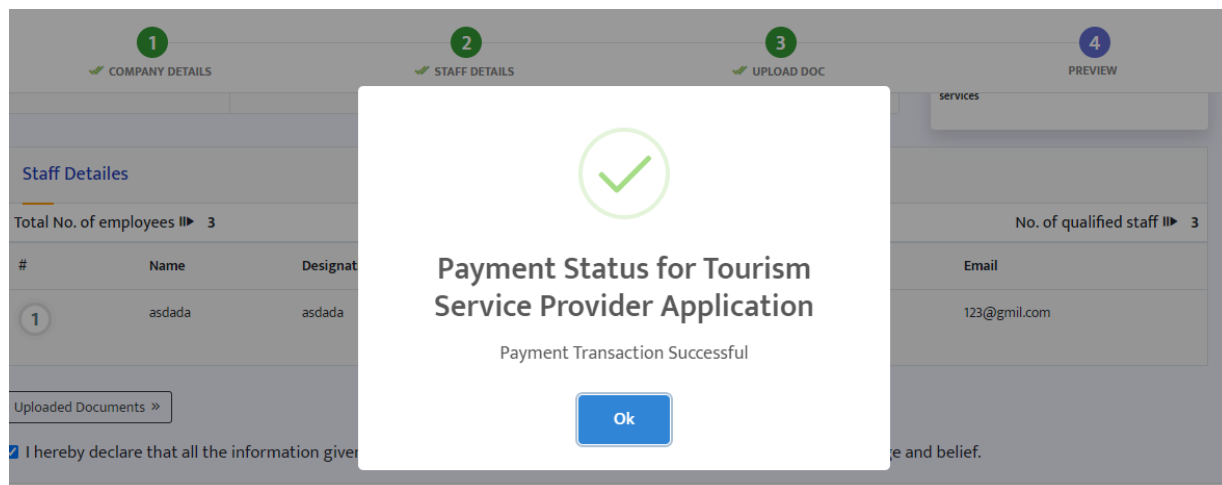 1
2
3
4
COMPANY DETAILS
STAFF DETAILS
UPLOAD DOC
PREVIEW
services
Staff Detailes
Total No. of employees 3
No. of qualified staff 3
# Name Designat Email
1 asdada asdada 123@gmil.com
Payment Status for Tourism
Service Provider Application
Payment Transaction Successful
Ok
Uploaded Documents »
I hereby declare that all the information given e and belief.